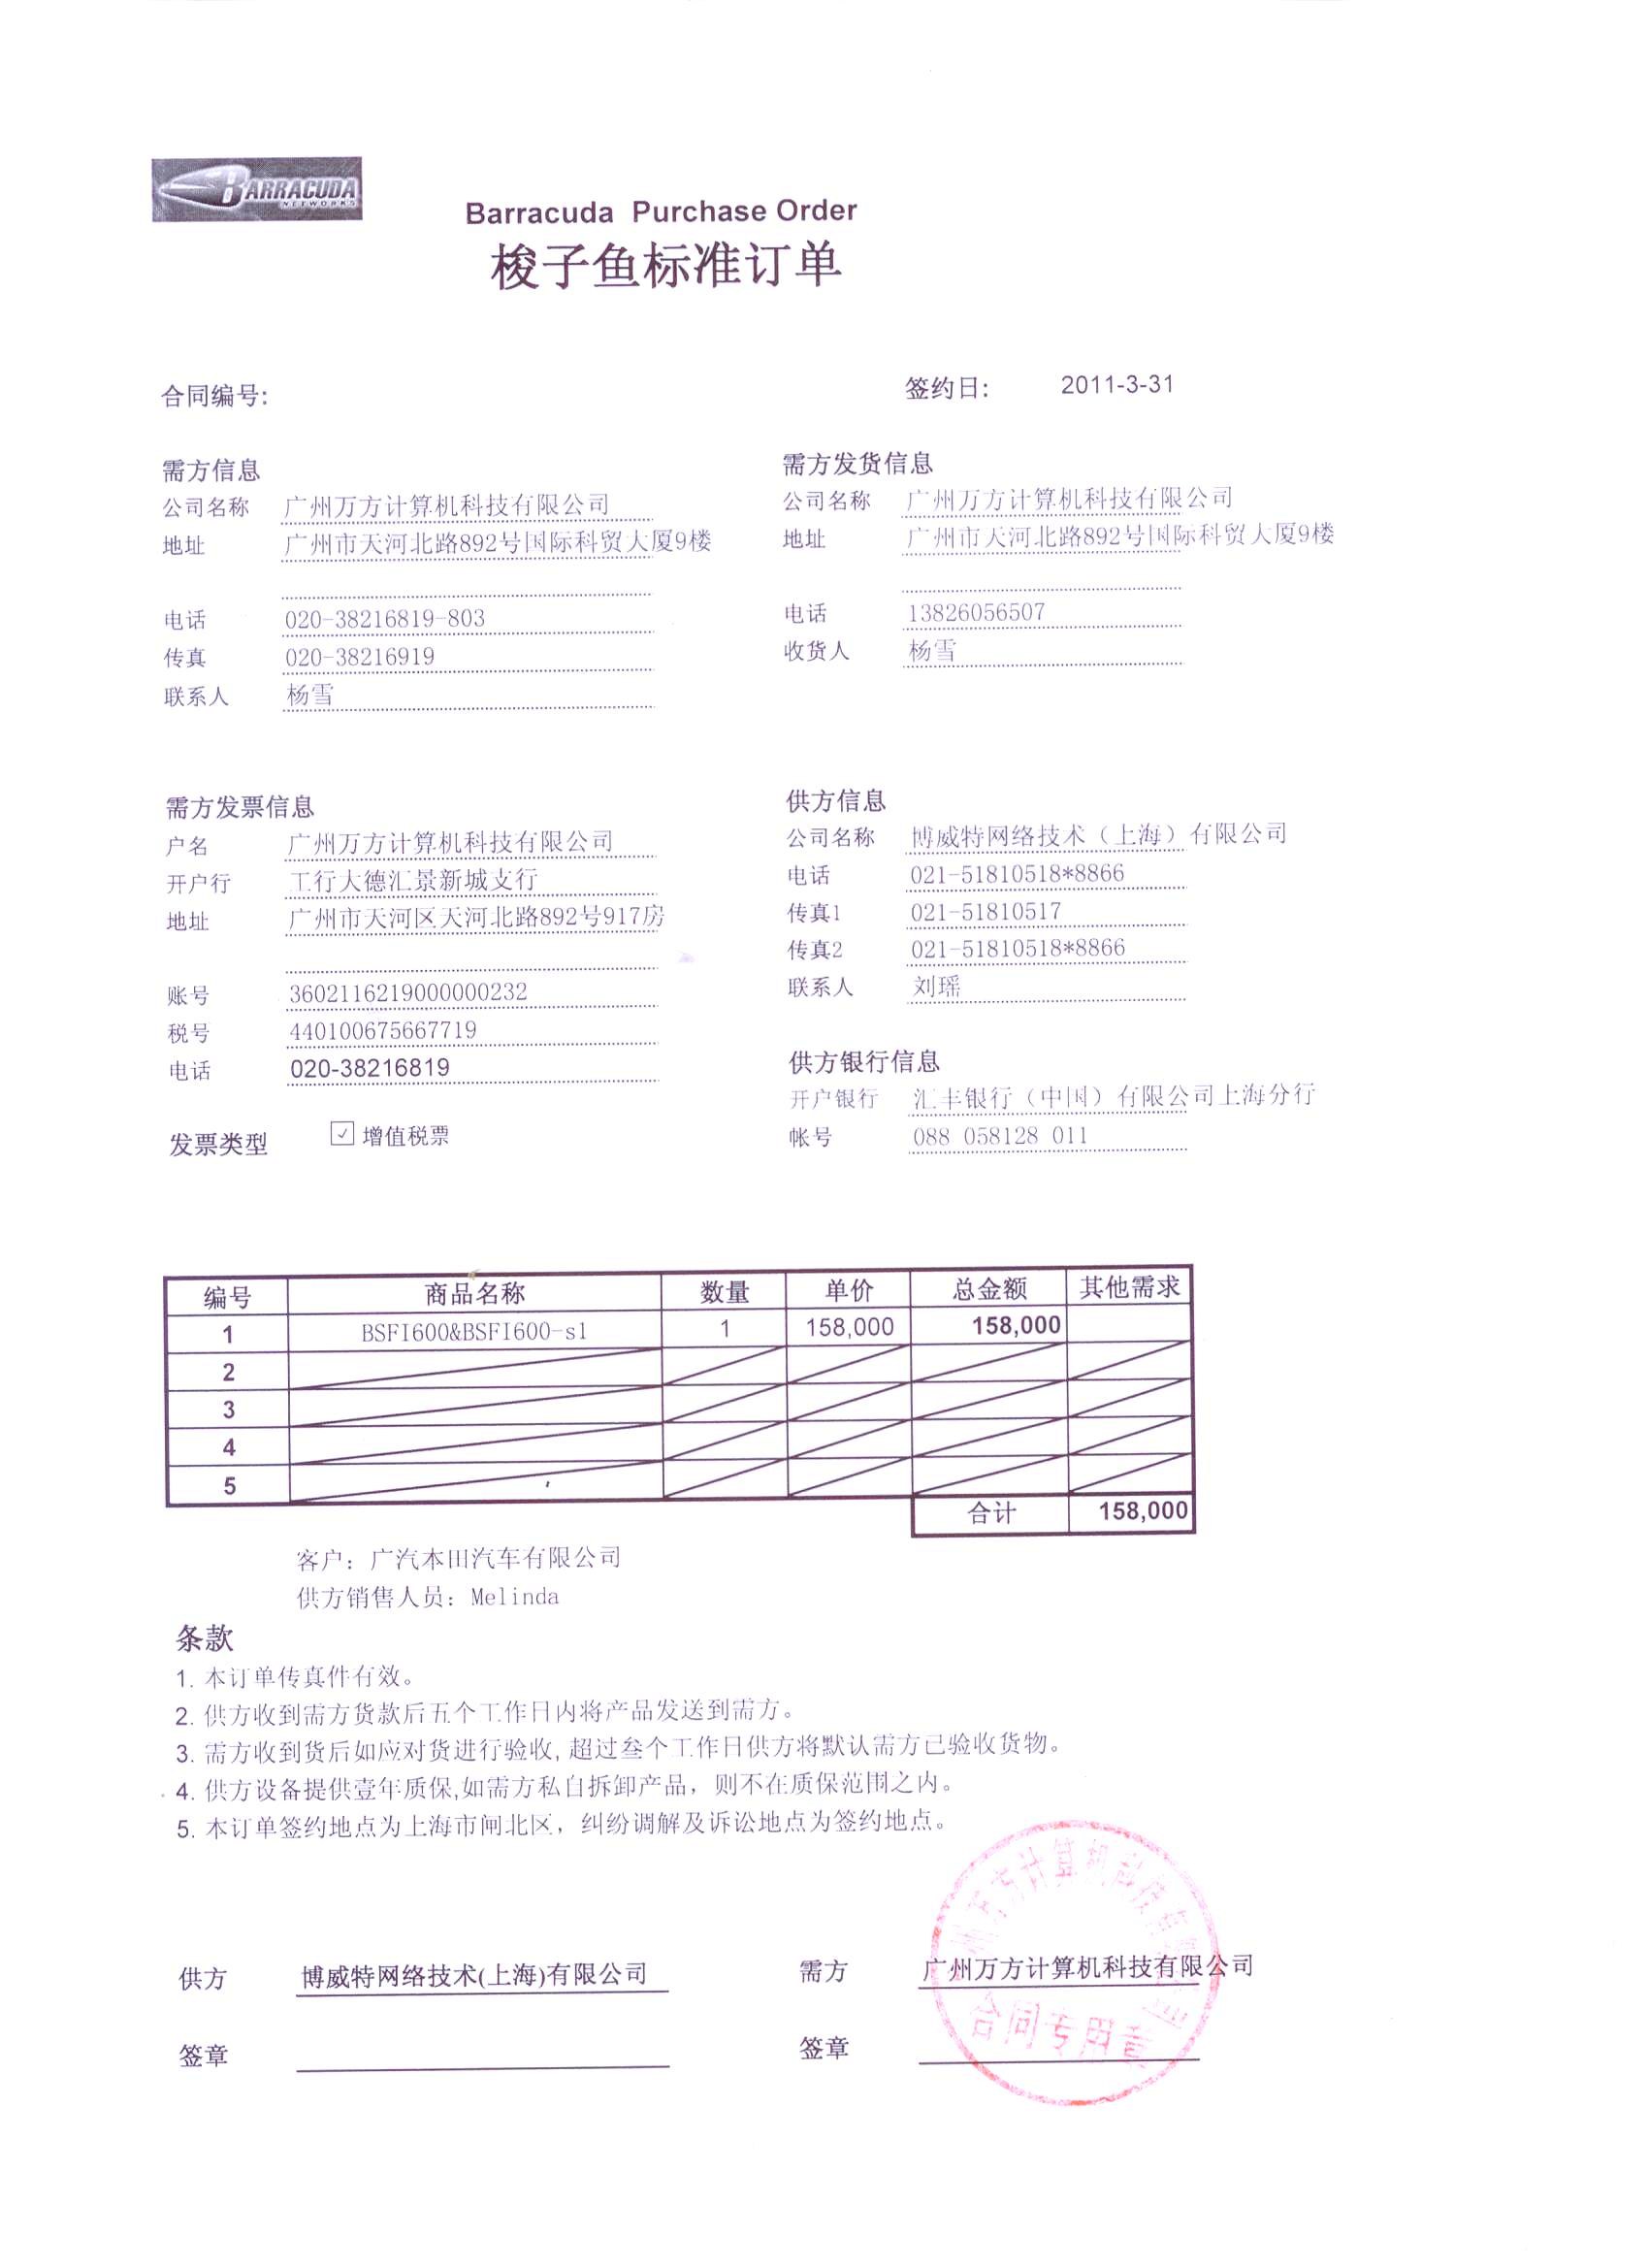 BARRACUDA
NETWORKS
Barracuda Purchase Order
梭子鱼标准订单
合同编号:
签约日: 2011-3-31
需方信息
公司名称 广州万方计算机科技有限公司
地址 广州市天河北路892号国际科贸大厦9楼
电话 020-38216819-803
传真 020-38216919
联系人 杨雪
需方发货信息
公司名称 广州万方计算机科技有限公司
地址 广州市天河北路892号国际科贸大厦9楼
电话 13826056507
收货人 杨雪
需方发票信息
户名 广州万方计算机科技有限公司
开户行 工行大德汇景新城支行
地址 广州市天河区天河北路892号917房
账号 3602116219000000232
税号 440100675667719
电话 020-38216819
发票类型 ☑ 增值税票
供方信息
公司名称 博威特网络技术（上海）有限公司
电话 021-51810518*8866
传真1 021-51810517
传真2 021-51810518*8866
联系人 刘瑶
供方银行信息
开户银行 汇丰银行（中国）有限公司上海分行
帐号 088 058128 011
编号 商品名称 数量 单价 总金额 其他需求
1 BSFI600&BSFI600-s1 1 158,000 158,000
2
3
4
5
合计 158,000
客户：广汽本田汽车有限公司
供方销售人员：Melinda
条款
1. 本订单传真件有效。
2. 供方收到需方货款后五个工作日内将产品发送到需方。
3. 需方收到货后如应对货进行验收, 超过叁个工作日供方将默认需方已验收货物。
4. 供方设备提供壹年质保,如需方私自拆卸产品，则不在质保范围之内。
5. 本订单签约地点为上海市闸北区，纠纷调解及诉讼地点为签约地点。
供方 博威特网络技术(上海)有限公司
需方 广州万方计算机科技有限公司
签章
签章
州万方计算机科技有限公司
合同专用章